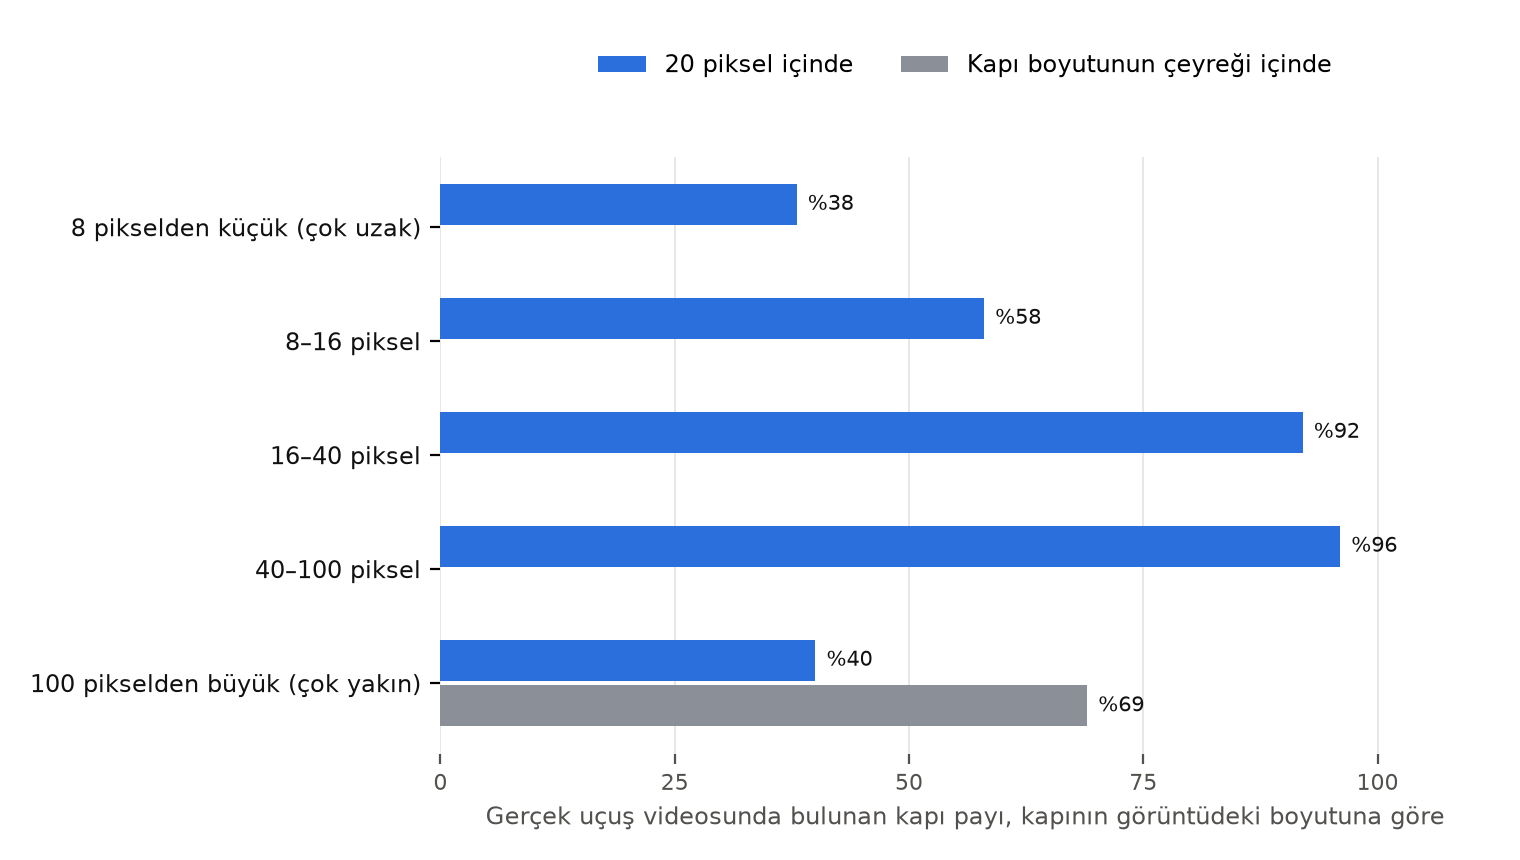 20 piksel içinde
Kapı boyutunun çeyreği içinde
8 pikselden küçük (çok uzak)
%38
8–16 piksel
%58
16–40 piksel
%92
40–100 piksel
%96
100 pikselden büyük (çok yakın)
%40
%69
0 25 50 75 100
Gerçek uçuş videosunda bulunan kapı payı, kapının görüntüdeki boyutuna göre